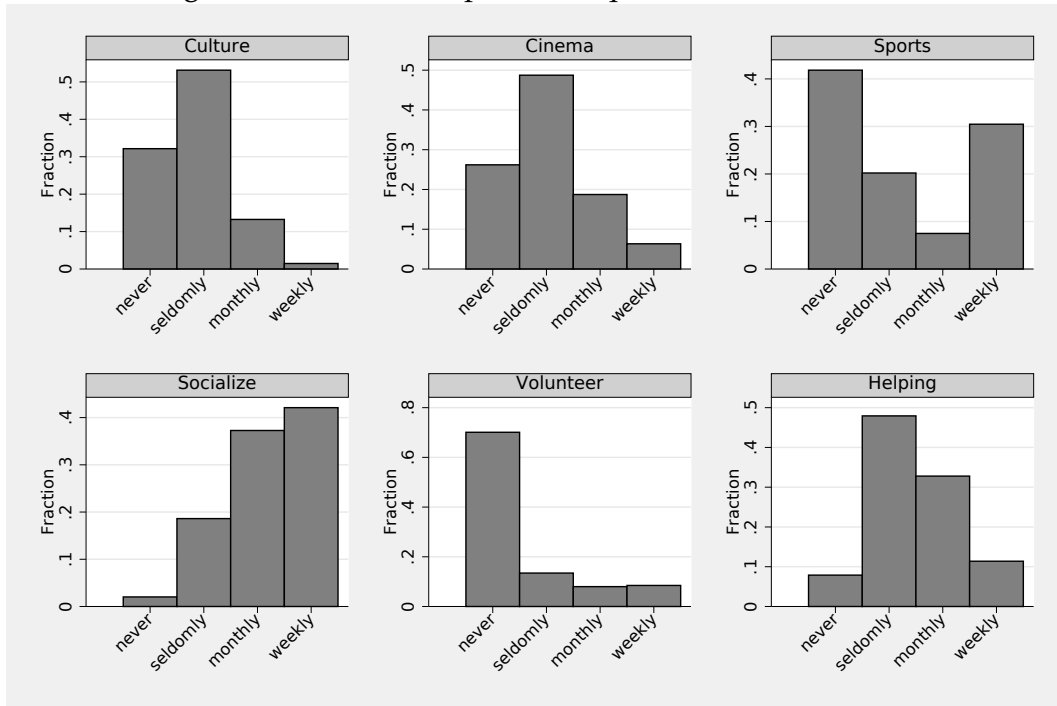 Culture
Fraction
.5
.4
.3
.2
.1
0
never
seldomly
monthly
weekly
Cinema
Fraction
.5
.4
.3
.2
.1
0
never
seldomly
monthly
weekly
Sports
Fraction
.4
.3
.2
.1
0
never
seldomly
monthly
weekly
Socialize
Fraction
.4
.3
.2
.1
0
never
seldomly
monthly
weekly
Volunteer
Fraction
.8
.6
.4
.2
0
never
seldomly
monthly
weekly
Helping
Fraction
.5
.4
.3
.2
.1
0
never
seldomly
monthly
weekly